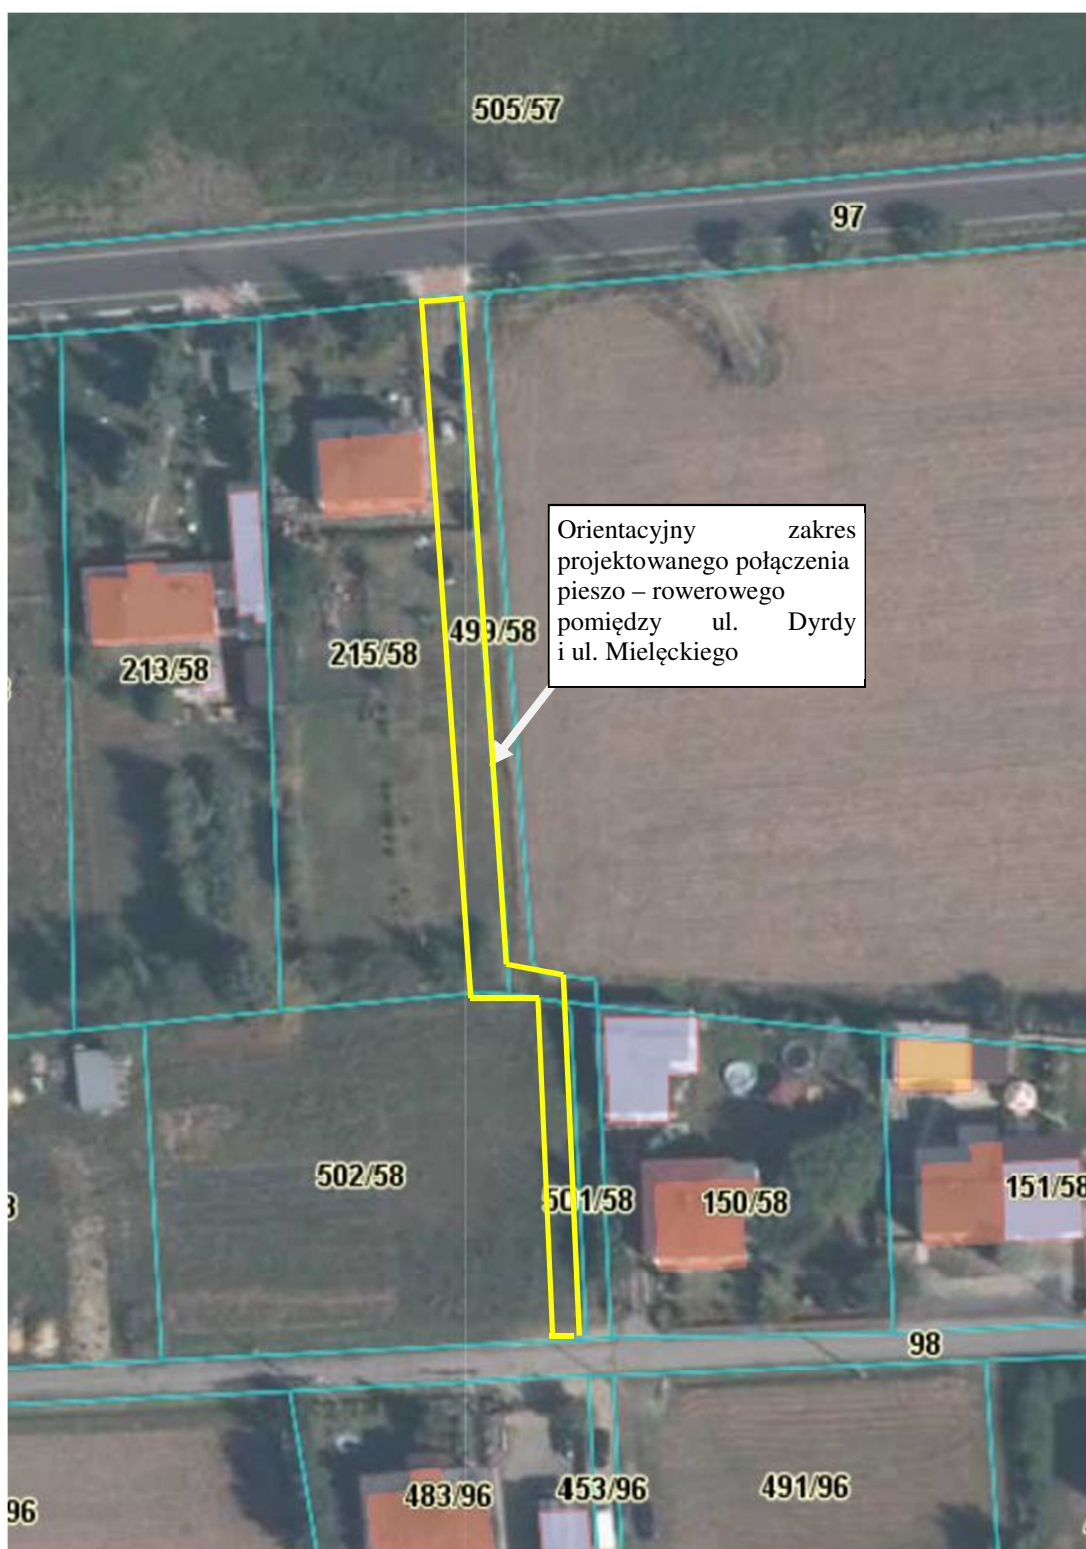 505/57
97
Orientacyjny zakres
projektowanego połączenia
pieszo – rowerowego
pomiędzy ul. Dyrdy
i ul. Mielęckiego
499/58
215/58
213/58
502/58
501/58
150/58
151/58
98
483/96
453/96
491/96
96